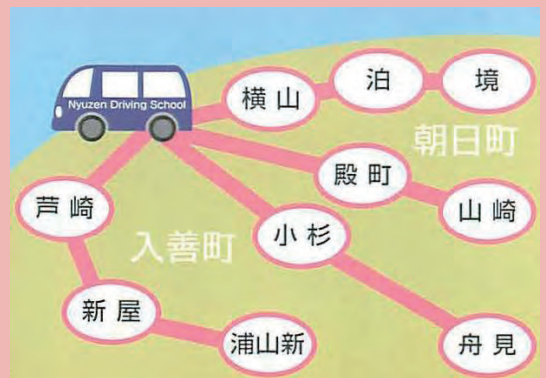 Nyuzen Driving School
横山
泊
境
朝日町
殿町
山崎
芦崎
入善町
小杉
新屋
浦山新
舟見